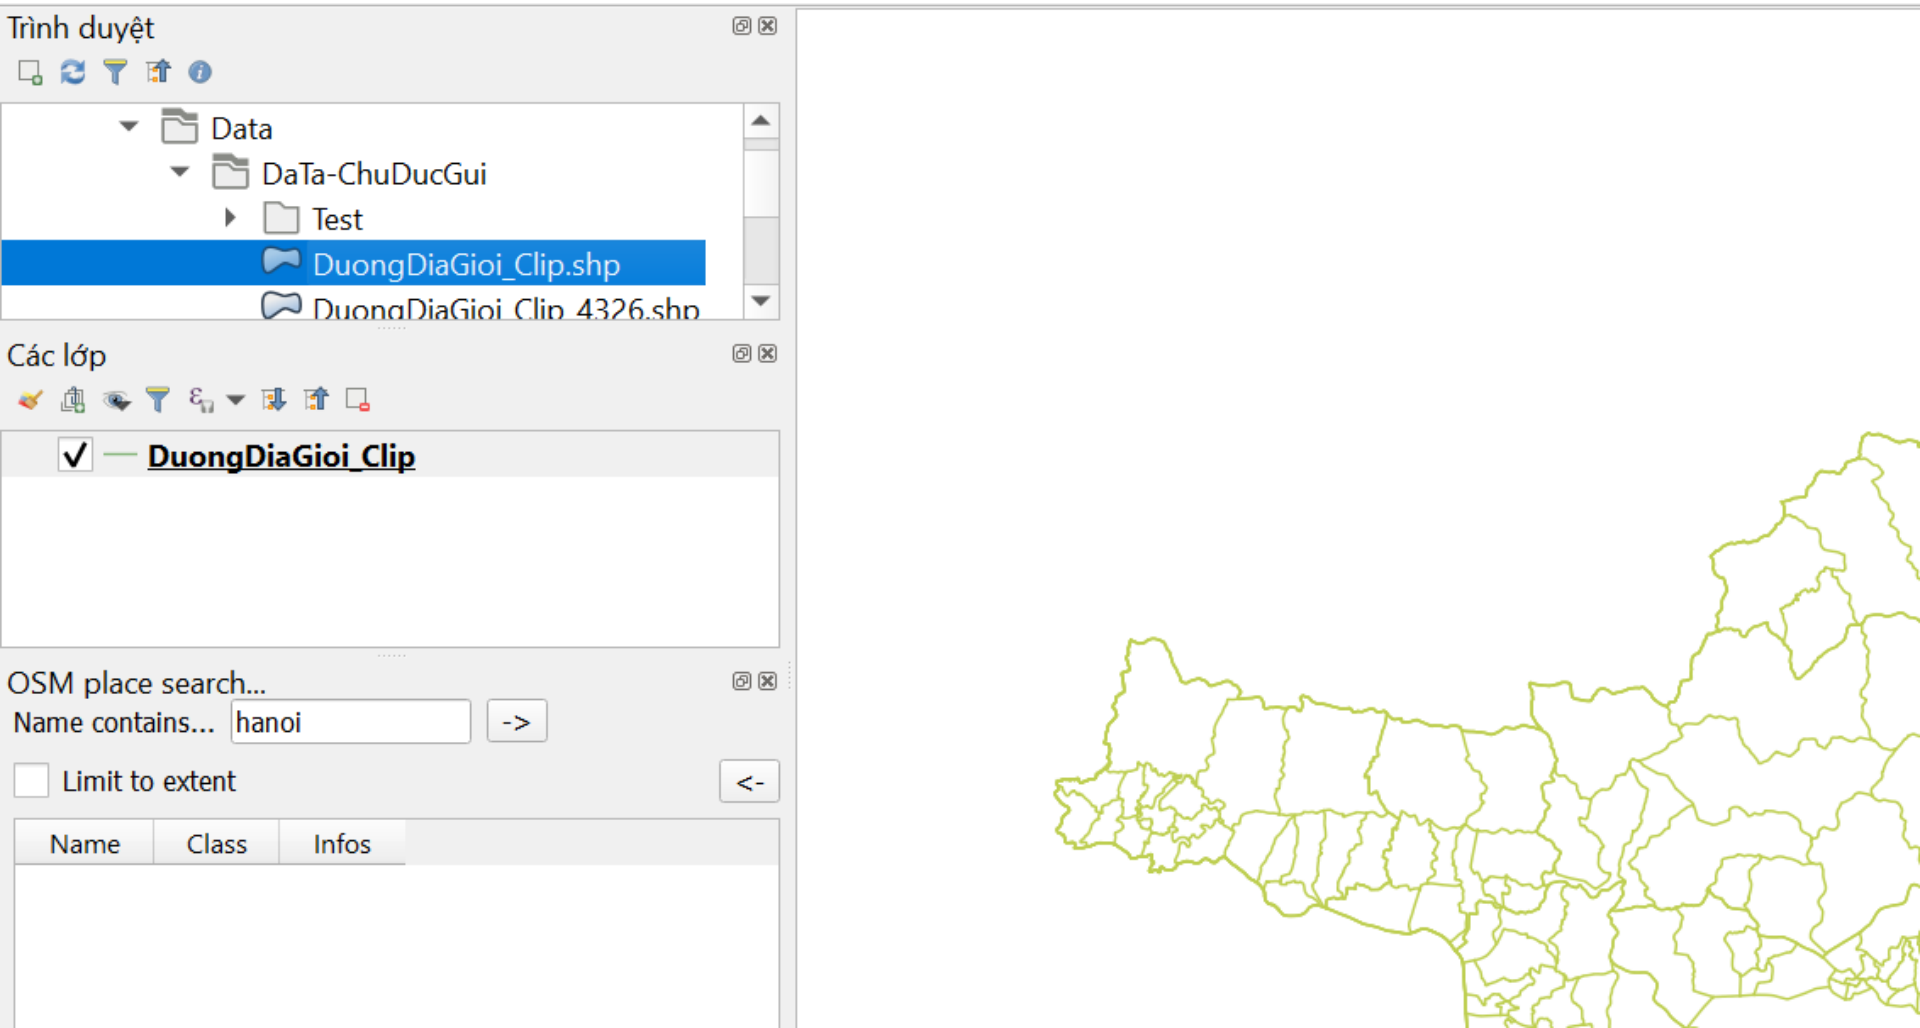 Trình duyệt
Data
DaTa-ChuDucGui
Test
DuongDiaGioi_Clip.shp
DuongDiaGioi_Clip_4326.shp
Các lớp
DuongDiaGioi_Clip
OSM place search...
Name contains... hanoi ->
Limit to extent <-
Name Class Infos